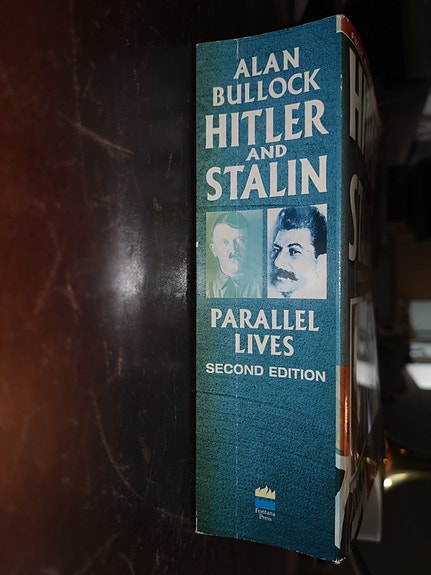 ALAN
BULLOCK
HITLER
AND
STALIN
PARALLEL
LIVES
SECOND EDITION
Fontana
Press